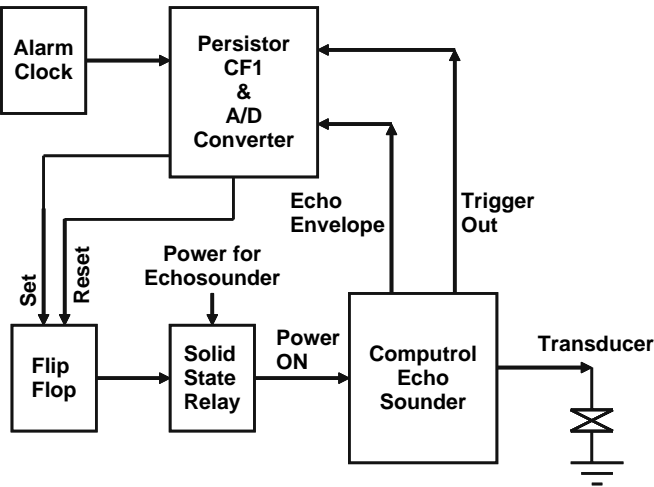 Alarm
Clock
Persistor
CF1
&
A/D
Converter
Echo
Envelope
Trigger
Out
Set
Reset
Power for
Echosounder
Flip
Flop
Solid
State
Relay
Power
ON
Computrol
Echo
Sounder
Transducer